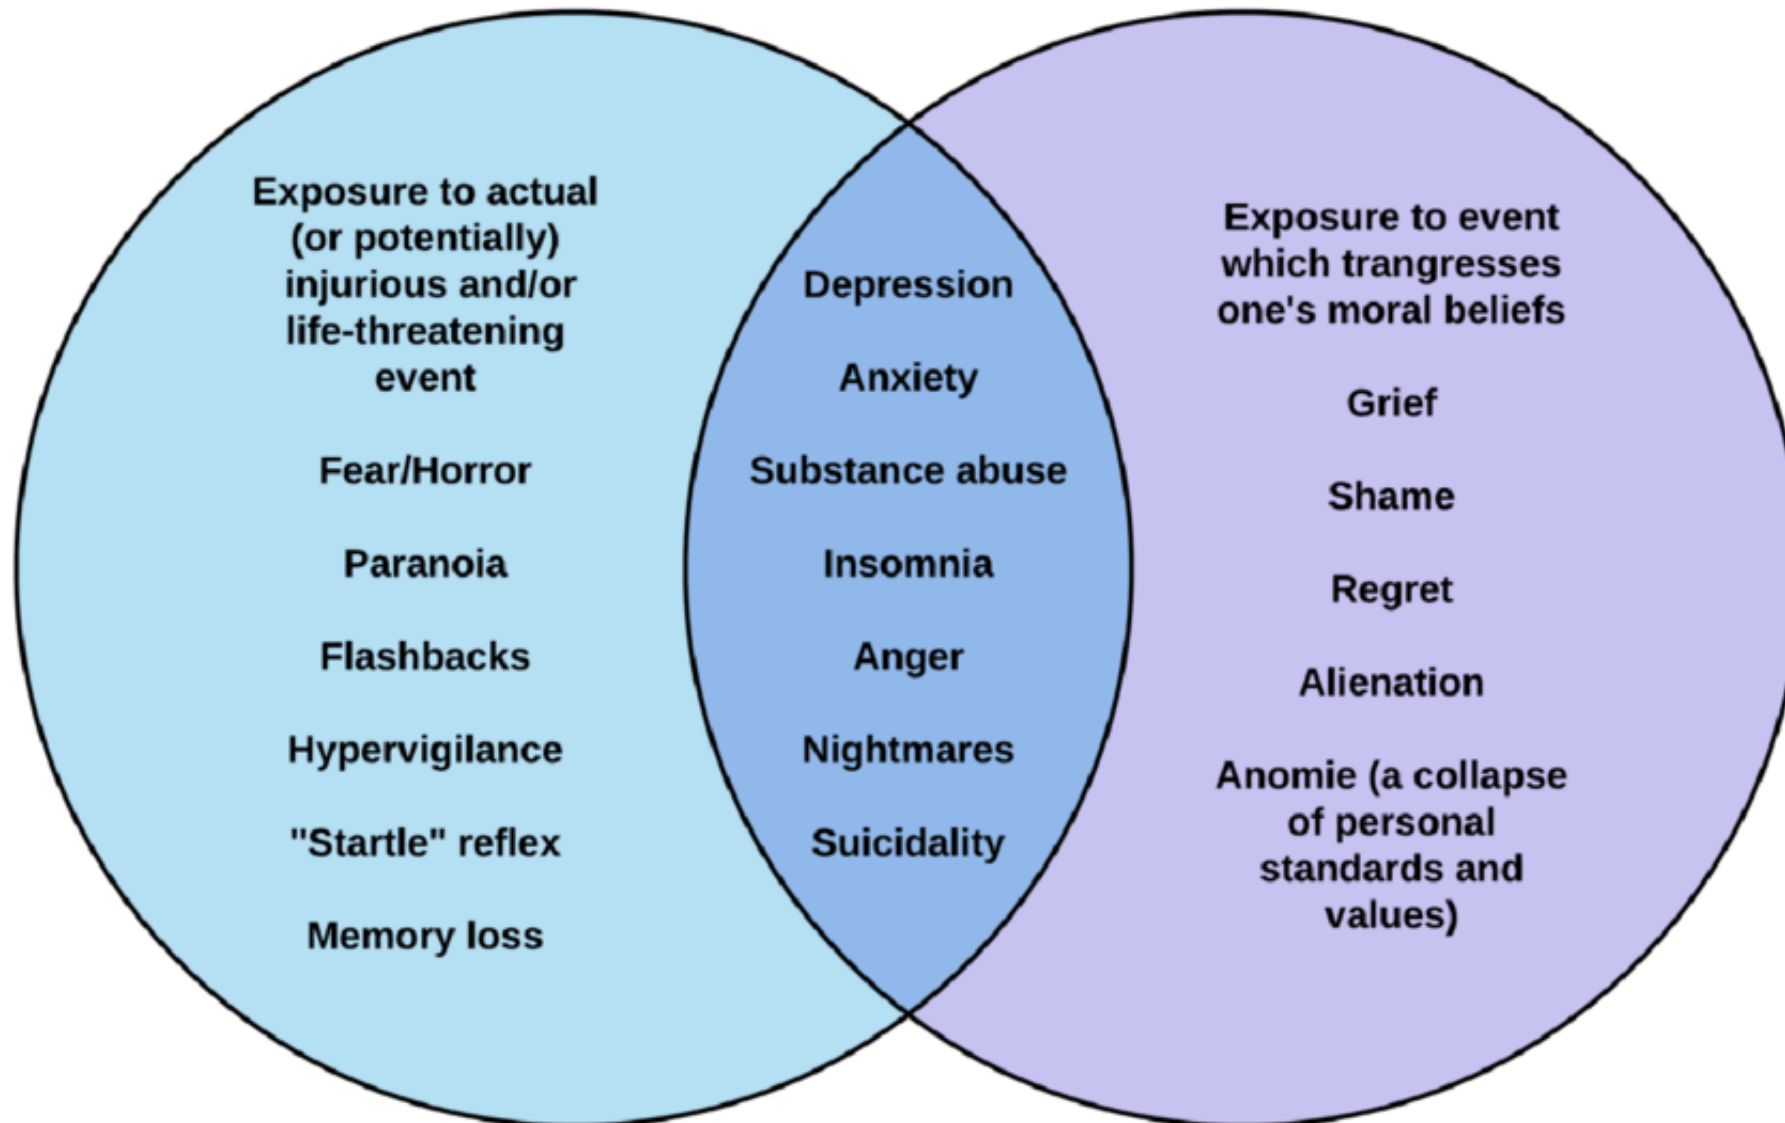 Exposure to actual
(or potentially)
injurious and/or
life-threatening
event
Fear/Horror
Paranoia
Flashbacks
Hypervigilance
"Startle" reflex
Memory loss
Depression
Anxiety
Substance abuse
Insomnia
Anger
Nightmares
Suicidality
Exposure to event
which trangresses
one's moral beliefs
Grief
Shame
Regret
Alienation
Anomie (a collapse
of personal
standards and
values)